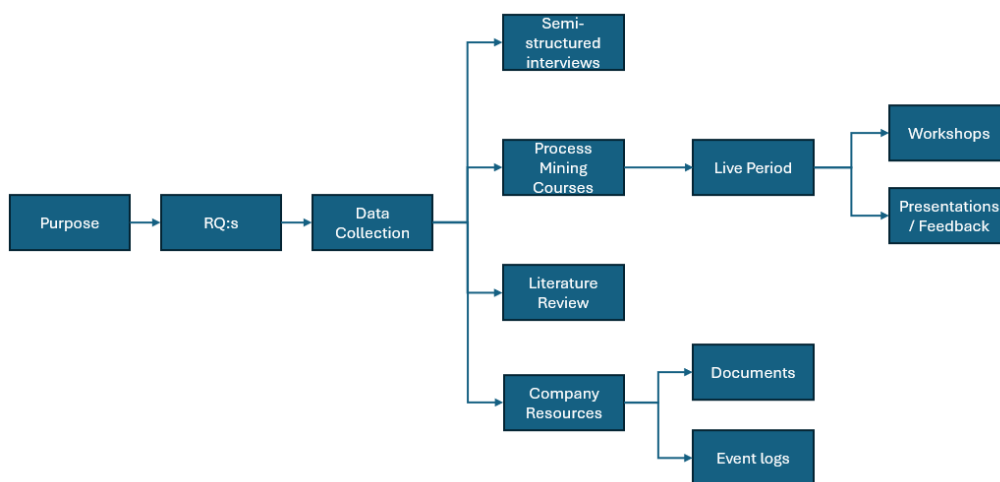 Semi-
structured
interviews
Process
Mining
Courses
Live Period
Workshops
Presentations
/ Feedback
Purpose
RQ:s
Data
Collection
Literature
Review
Company
Resources
Documents
Event logs